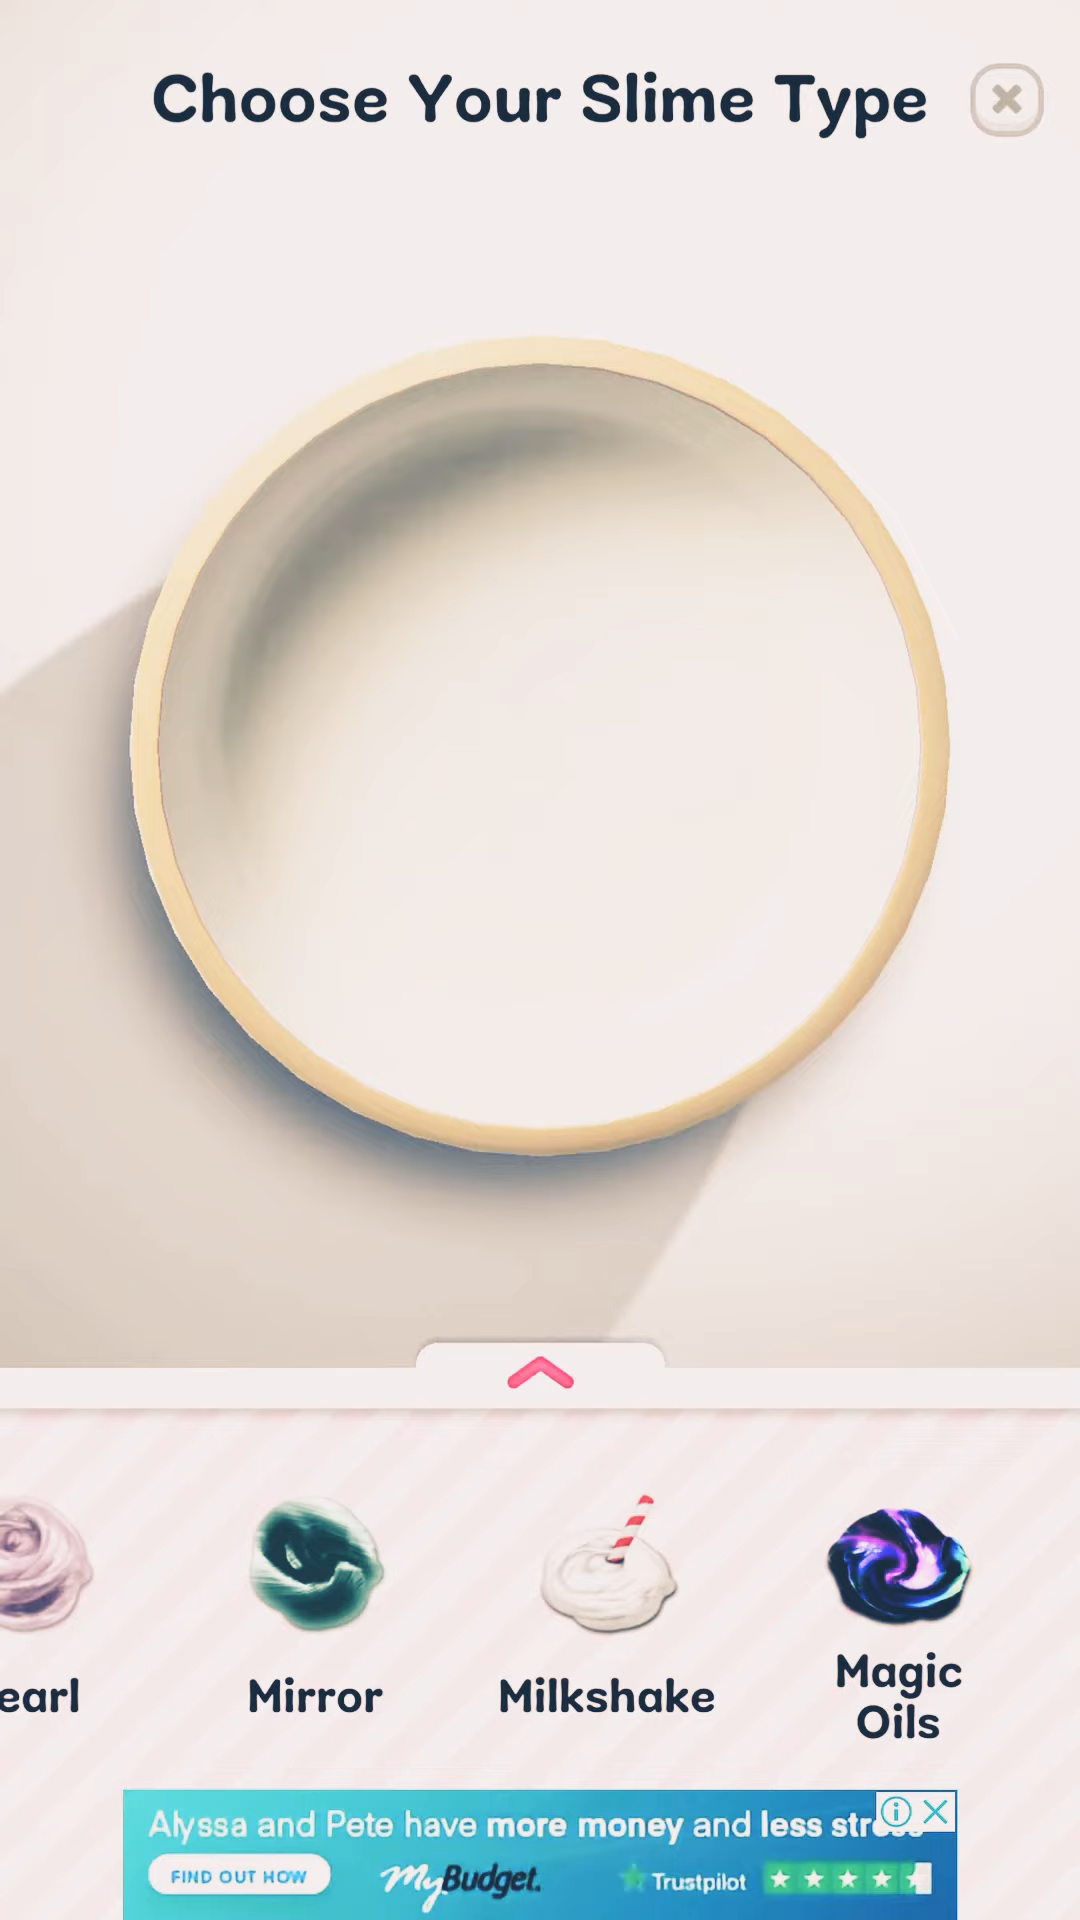 Choose Your Slime Type
earl
Mirror
Milkshake
Magic
Oils
Alyssa and Pete have more money and less
FIND OUT HOW
MyBudget.
Trustpilot